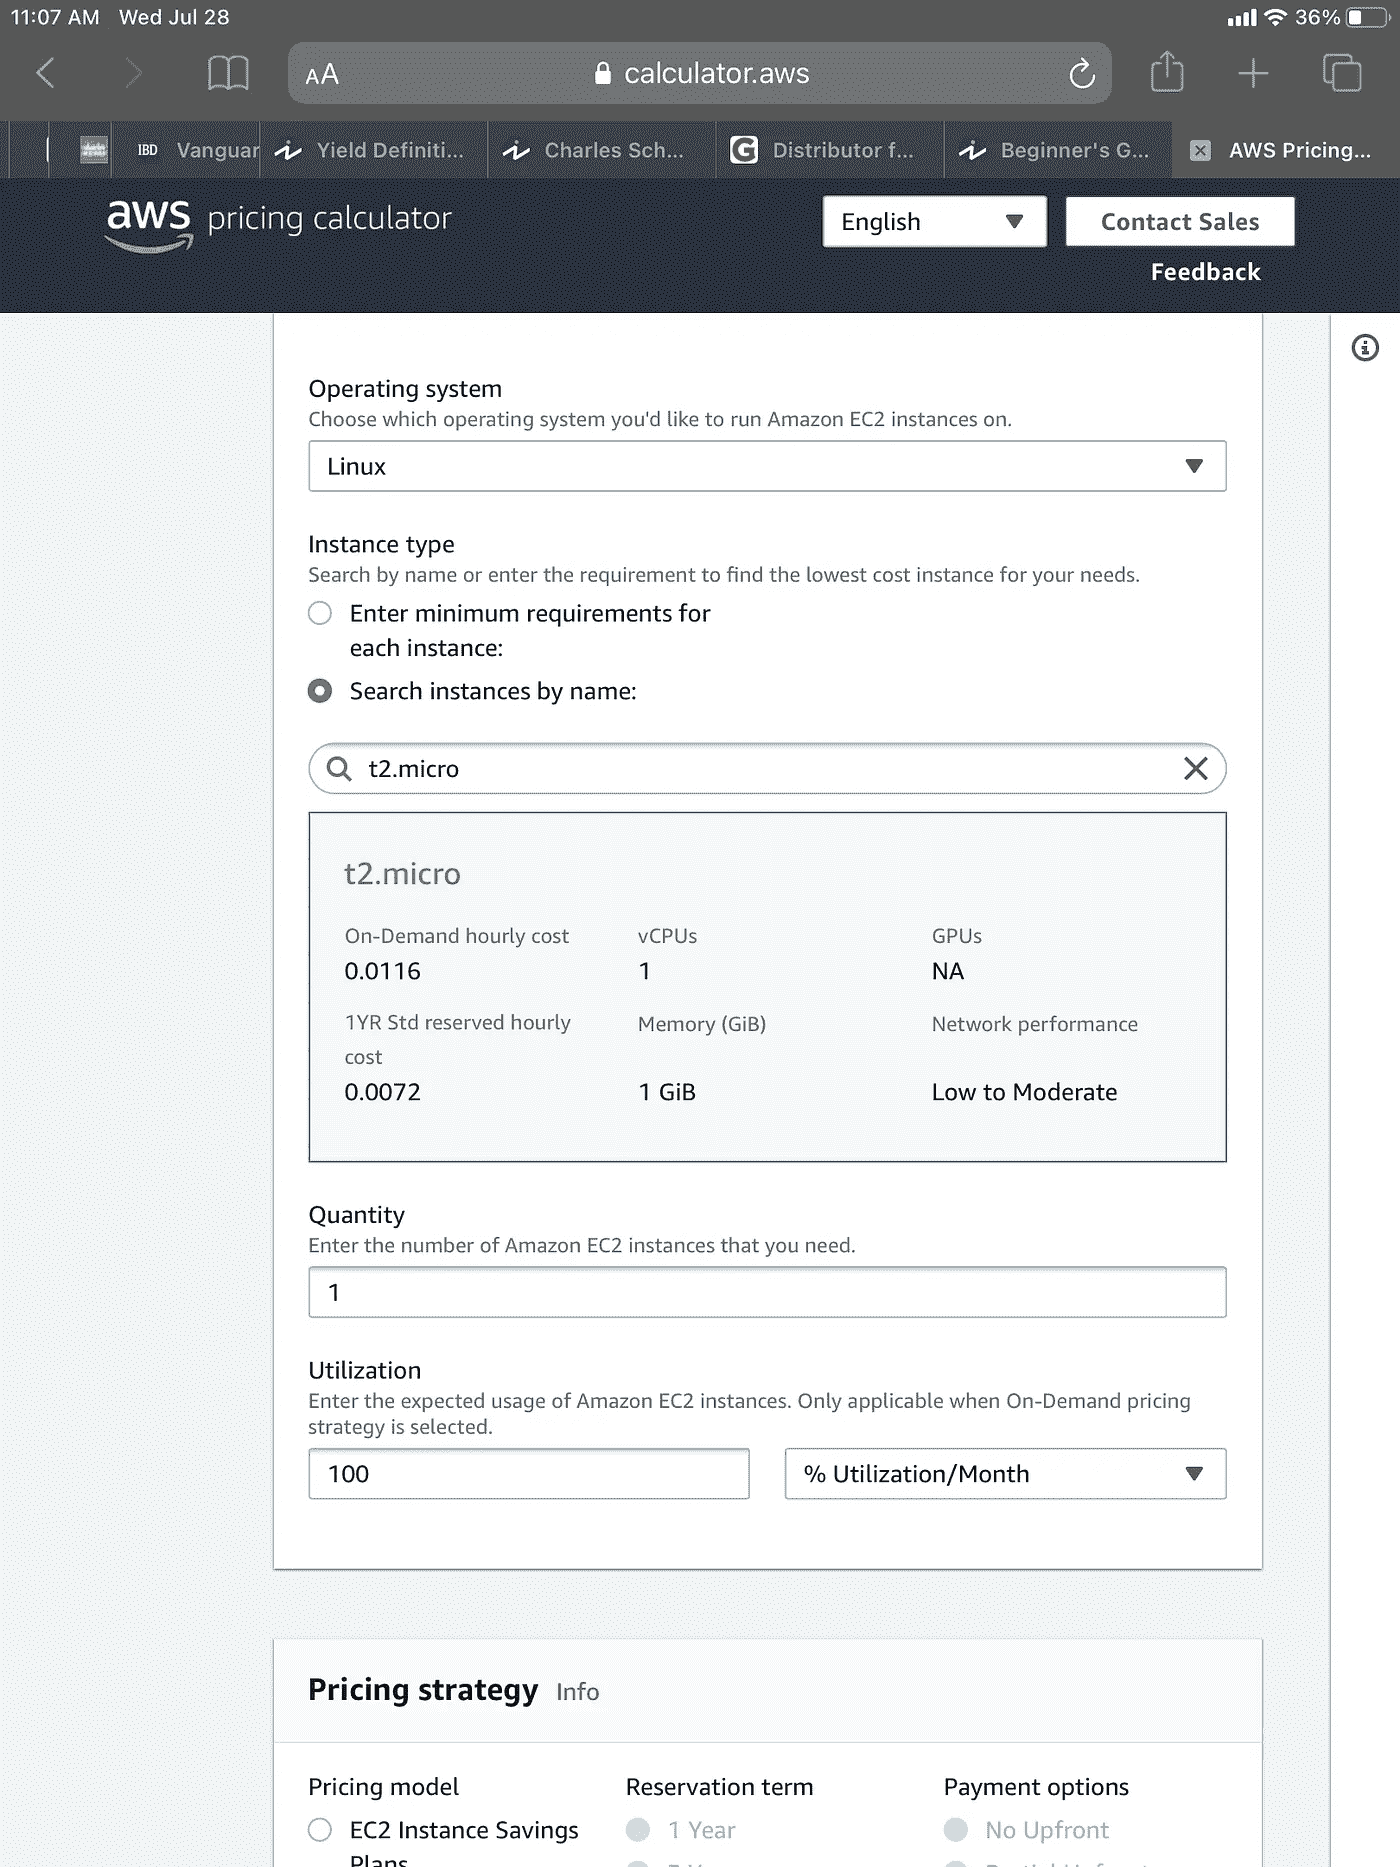 11:07 AM Wed Jul 28
36%
AA
calculator.aws
IBD Vanguar
Yield Definiti...
Charles Sch...
Distributor f...
Beginner's G...
AWS Pricing...
aws pricing calculator
English
Contact Sales
Feedback
Operating system
Choose which operating system you'd like to run Amazon EC2 instances on.
Linux
Instance type
Search by name or enter the requirement to find the lowest cost instance for your needs.
Enter minimum requirements for
each instance:
Search instances by name:
t2.micro
t2.micro
On-Demand hourly cost vCPUs GPUs
0.0116 1 NA
1YR Std reserved hourly Memory (GiB) Network performance
cost
0.0072 1 GiB Low to Moderate
Quantity
Enter the number of Amazon EC2 instances that you need.
1
Utilization
Enter the expected usage of Amazon EC2 instances. Only applicable when On-Demand pricing
strategy is selected.
100 % Utilization/Month
Pricing strategy Info
Pricing model Reservation term Payment options
EC2 Instance Savings 1 Year No Upfront
Plans